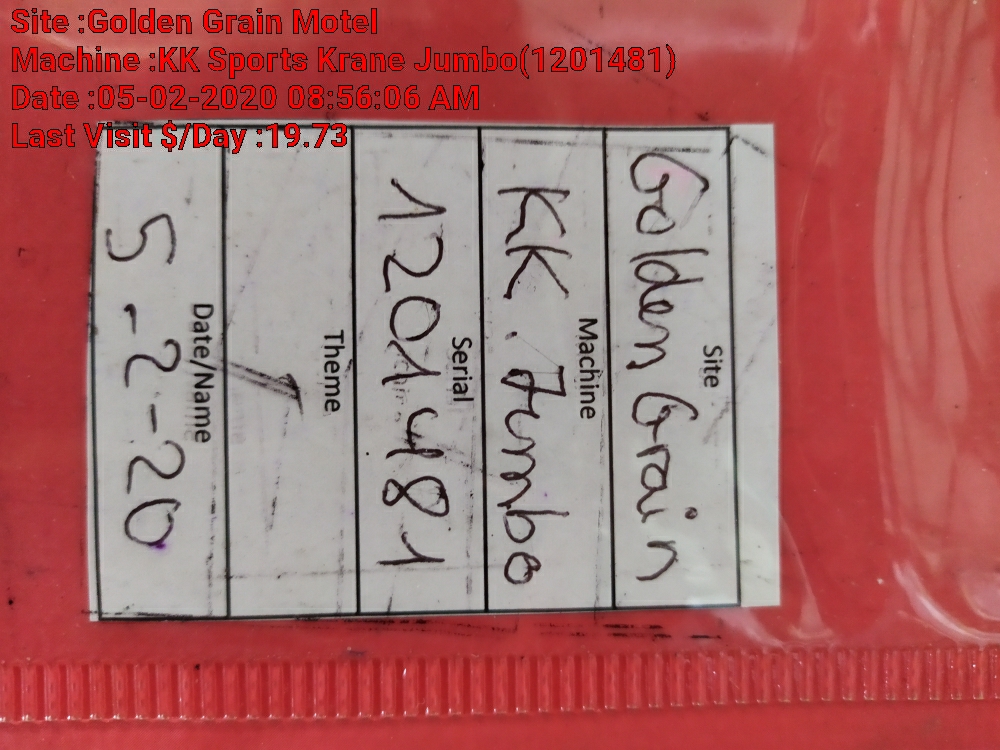 Site :Golden Grain Motel
Machine :KK Sports Krane Jumbo(1201481)
Date :05-02-2020 08:56:06 AM
Last Visit $/Day :19.73
Site
Golden Grain
Machine
KK. Jumbo
Serial
1201481
Theme
Date/Name
5-2-20